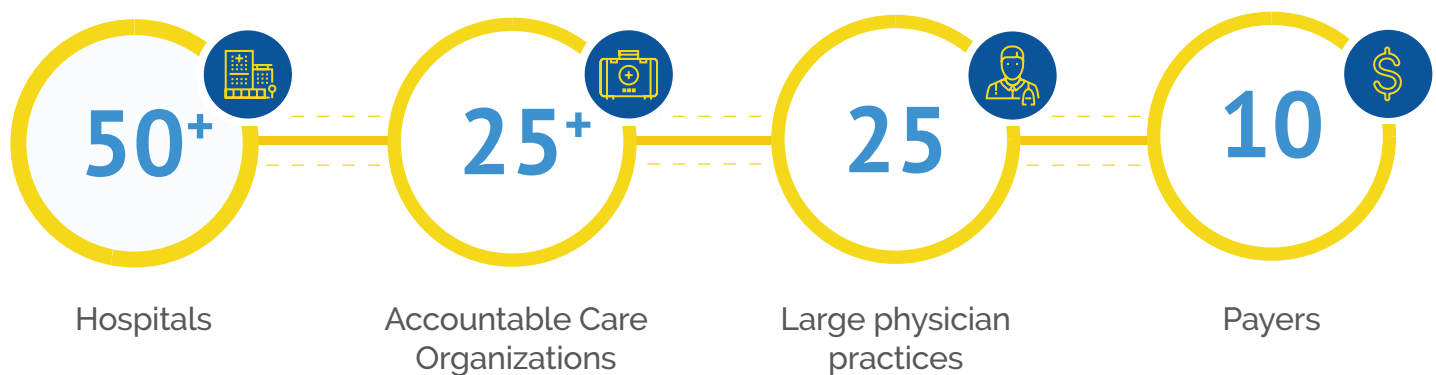 50+
25+
25
10
Hospitals
Accountable Care
Organizations
Large physician
practices
Payers
$